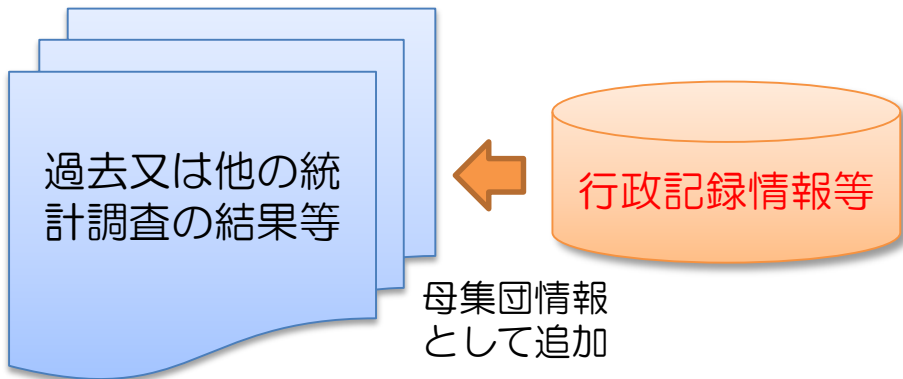 過去又は他の統
計調査の結果等
行政記録情報等
母集団情報
として追加